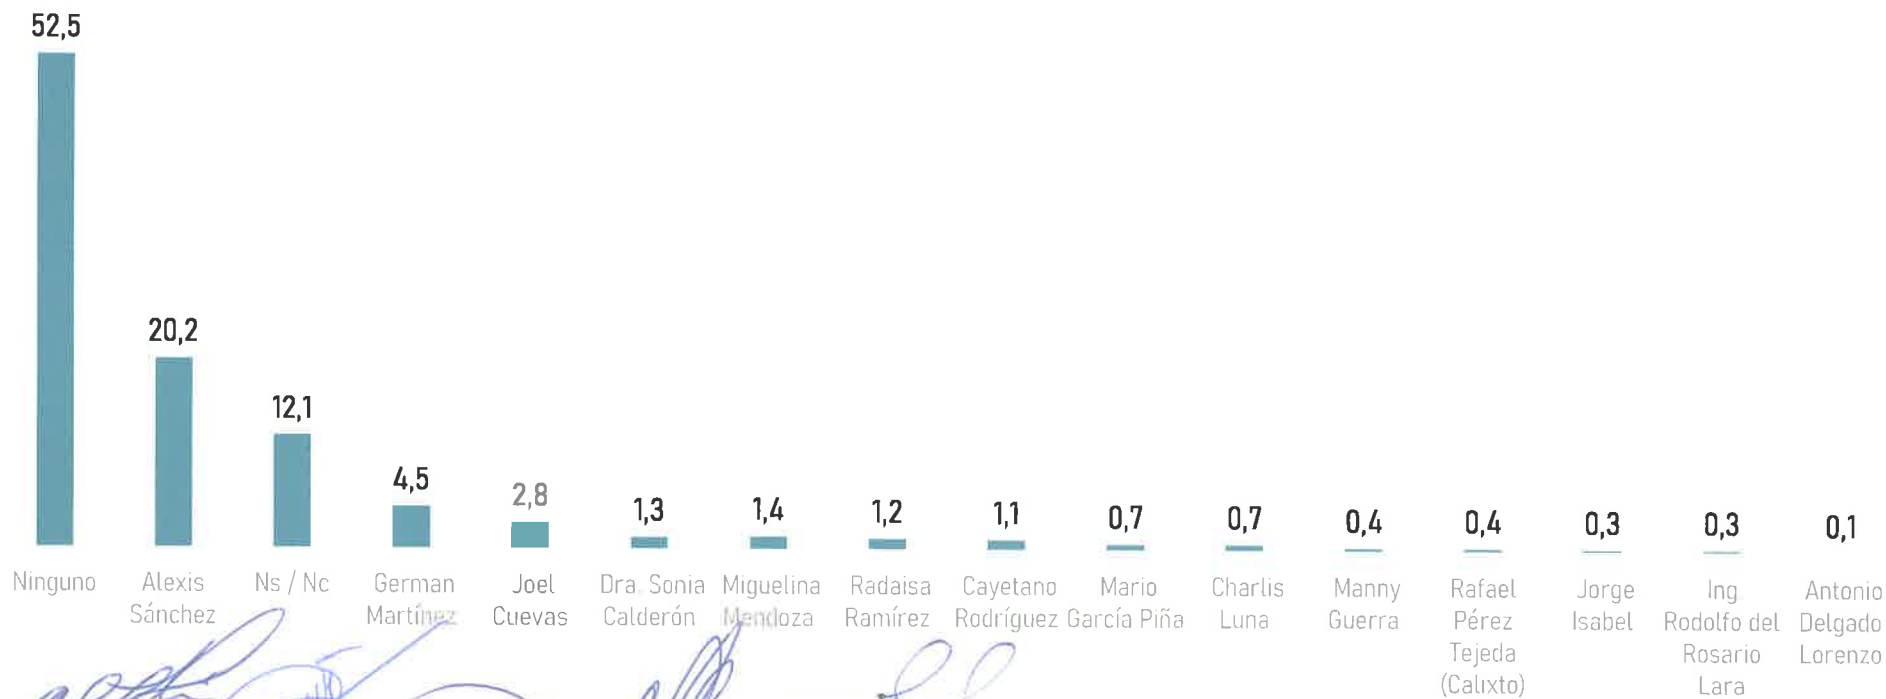 52,5
20,2
12,1
4,5
2,8
1,3
1,4
1,2
1,1
0,7
0,7
0,4
0,4
0,3
0,3
0,1
Ninguno
Alexis
Sánchez
Ns / Nc
German
Martínez
Joel
Cuevas
Dra. Sonia
Calderón
Miguelina
Mendoza
Radaisa
Ramírez
Cayetano
Rodríguez
Mario
García Piña
Charlis
Luna
Manny
Guerra
Rafael
Pérez
Tejeda
(Calixto)
Jorge
Isabel
Ing
Rodolfo del
Rosario
Lara
Antonio
Delgado
Lorenzo